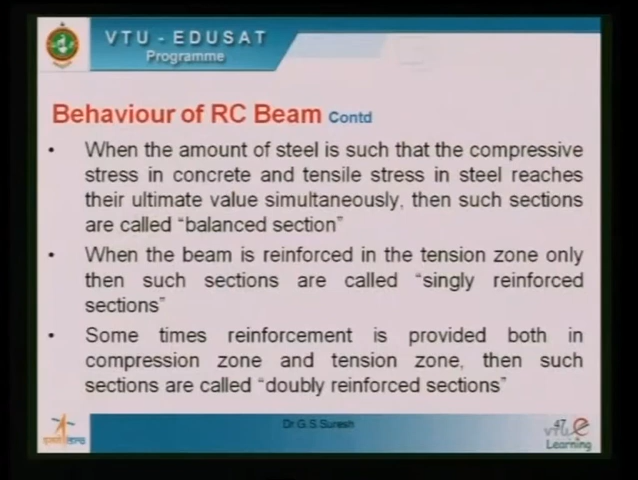 VTU - EDUSAT
Programme
Behaviour of RC Beam Contd
• When the amount of steel is such that the compressive
stress in concrete and tensile stress in steel reaches
their ultimate value simultaneously, then such sections
are called "balanced section"
• When the beam is reinforced in the tension zone only
then such sections are called "singly reinforced
sections"
• Some times reinforcement is provided both in
compression zone and tension zone, then such
sections are called "doubly reinforced sections"
Dr.G.S.Suresh
47
vtu e
Learning